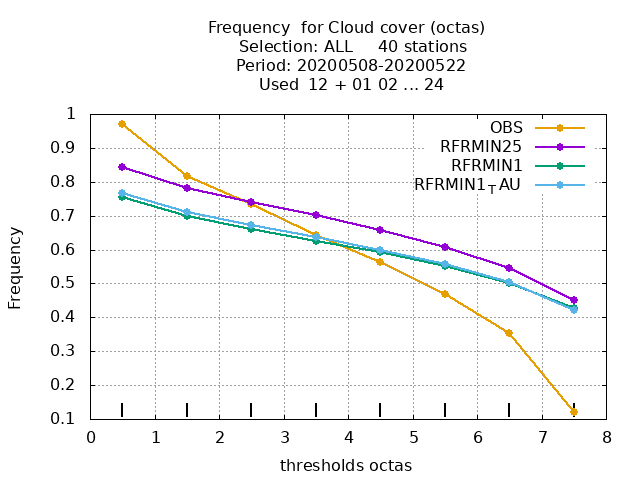 Frequency  for Cloud cover (octas)
Selection: ALL     40 stations
Period: 20200508-20200522
Used  12 + 01 02 ... 24
OBS
RFRMIN25
RFRMIN1
RFRMIN1TAU
Frequency
1
0.9
0.8
0.7
0.6
0.5
0.4
0.3
0.2
0.1
0 1 2 3 4 5 6 7 8
thresholds octas